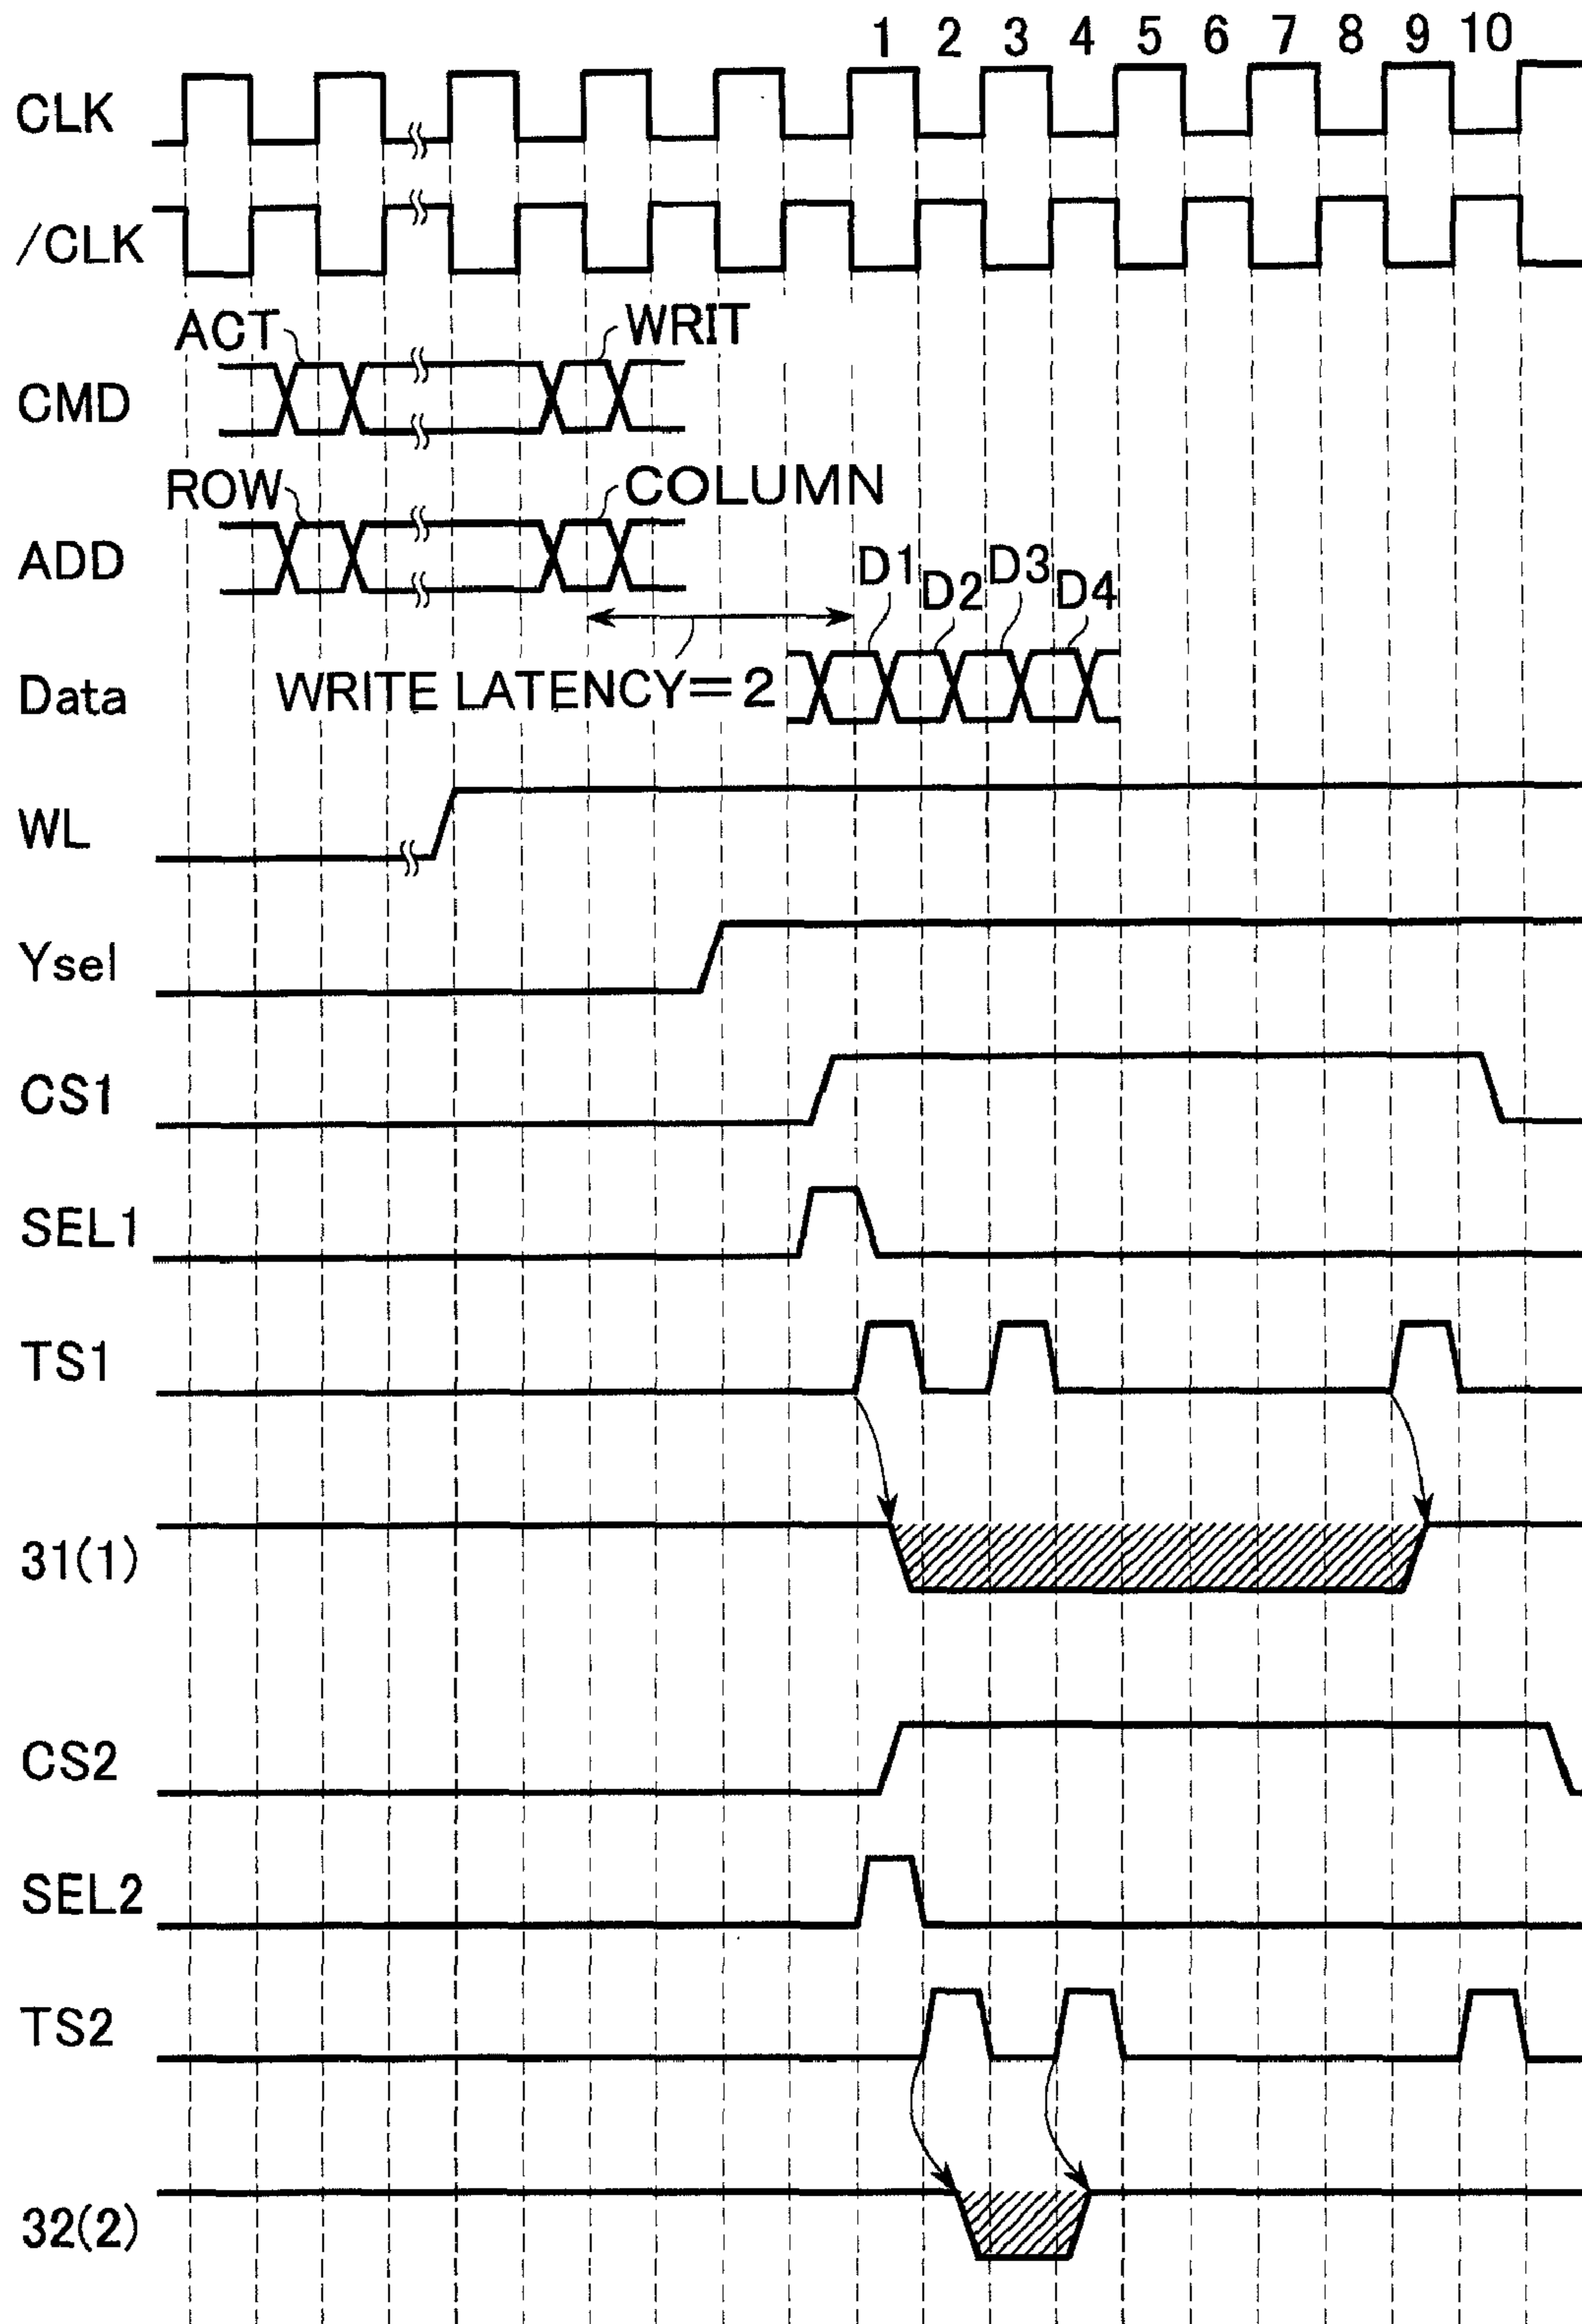 1 2 3 4 5 6 7 8 9 10
CLK
/CLK
ACT WRIT
CMD
ROW COLUMN
ADD
D1 D2 D3 D4
Data WRITE LATENCY=2
WL
Ysel
CS1
SEL1
TS1
31(1)
CS2
SEL2
TS2
32(2)